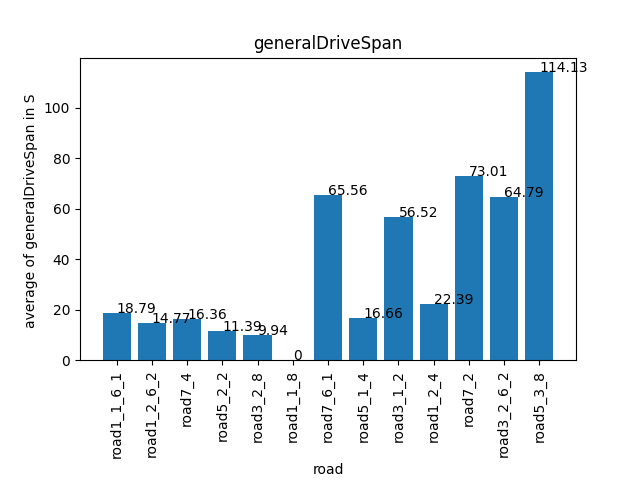 generalDriveSpan
average of generalDriveSpan in S
0
20
40
60
80
100
18.79
14.77
16.36
11.39
9.94
0
65.56
16.66
56.52
22.39
73.01
64.79
114.13
road1_1_6_1
road1_2_6_2
road7_4
road5_2_2
road3_2_8
road1_1_8
road7_6_1
road5_1_4
road3_1_2
road1_2_4
road7_2
road3_2_6_2
road5_3_8
road